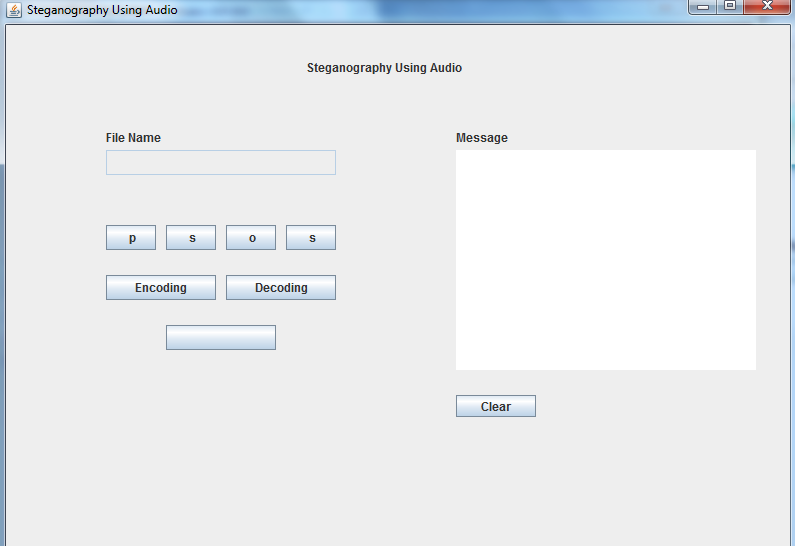 Steganography Using Audio
Steganography Using Audio
File Name
Message
p s o s
Encoding Decoding
Clear